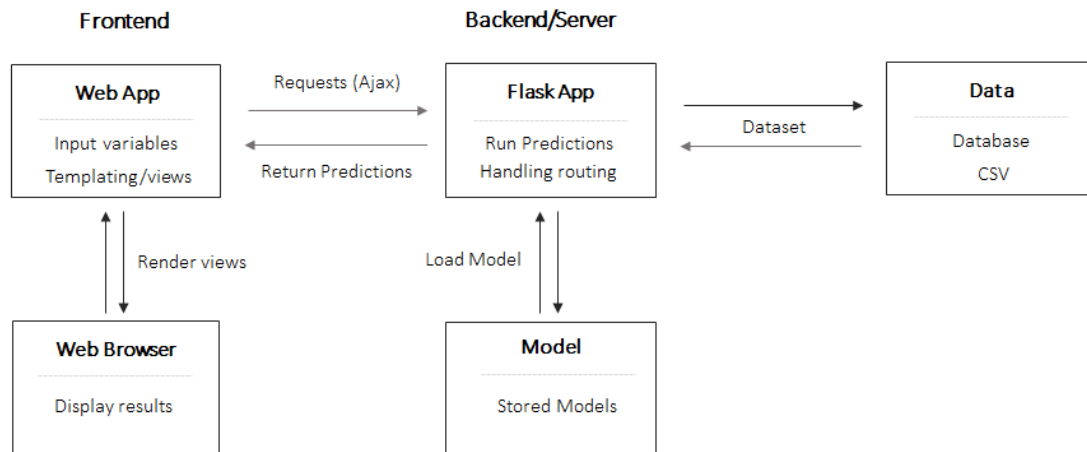 Frontend
Backend/Server
Web App
Input variables
Templating/views
Requests (Ajax)
Return Predictions
Flask App
Run Predictions
Handling routing
Dataset
Data
Database
CSV
Render views
Load Model
Web Browser
Display results
Model
Stored Models